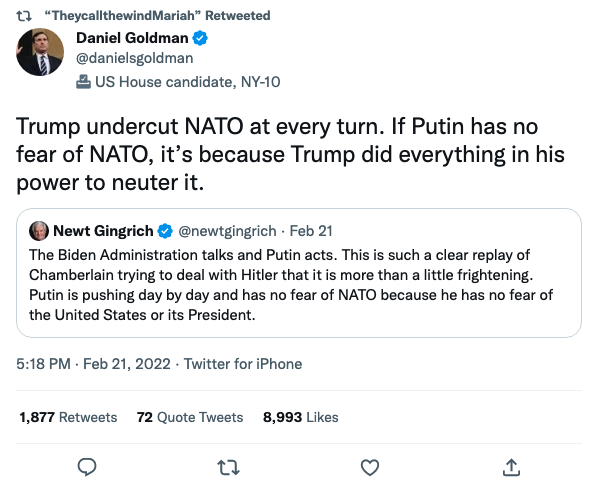 “TheycallthewindMariah” Retweeted
Daniel Goldman
@danielsgoldman
US House candidate, NY-10
Trump undercut NATO at every turn. If Putin has no
fear of NATO, it’s because Trump did everything in his
power to neuter it.
Newt Gingrich @newtgingrich · Feb 21
The Biden Administration talks and Putin acts. This is such a clear replay of
Chamberlain trying to deal with Hitler that it is more than a little frightening.
Putin is pushing day by day and has no fear of NATO because he has no fear of
the United States or its President.
5:18 PM · Feb 21, 2022 · Twitter for iPhone
1,877 Retweets 72 Quote Tweets 8,993 Likes